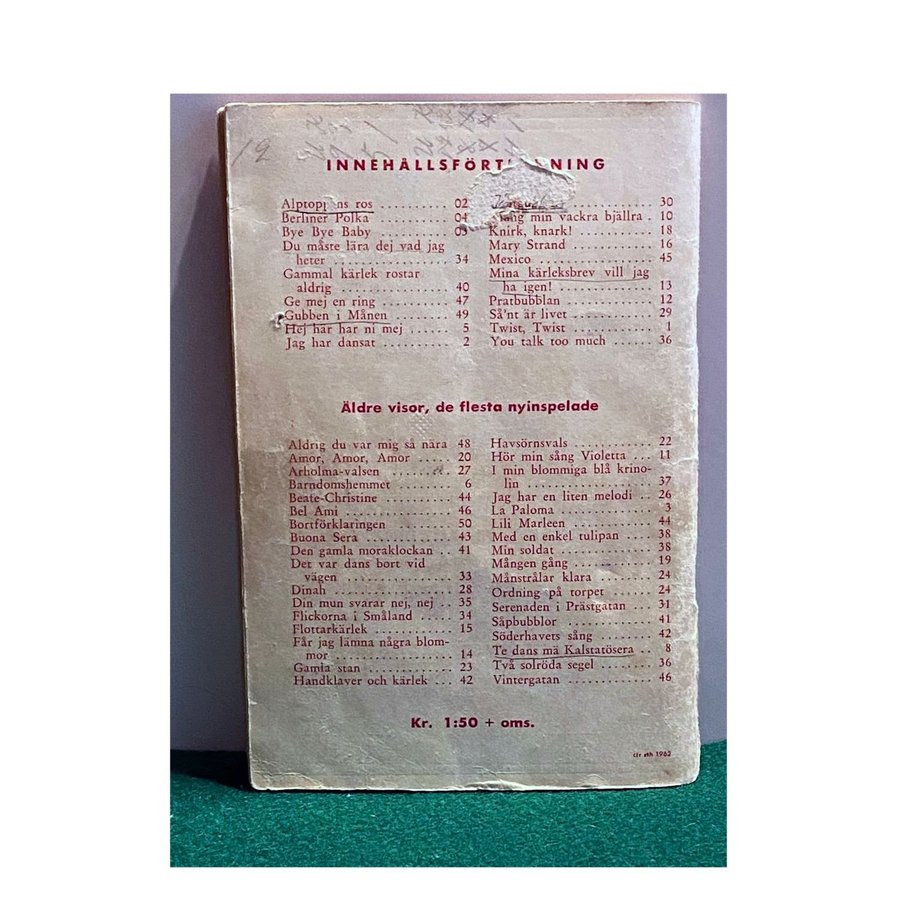 INNEHÅLLSFÖRT NING
Alptoppens ros .......... 02
Berliner Polka .......... 04
Bye Bye Baby .......... 03
Du måste lära dej vad jag
heter .......... 34
Gammal kärlek rostar
aldrig .......... 40
Ge mej en ring .......... 47
Gubben i Månen .......... 49
Hej här har ni mej ...... 5
Jag har dansat .......... 2
.......... 30
Klang min vackra bjällra . 10
Knirk, knark! .......... 18
Mary Strand .......... 16
Mexico .......... 45
Mina kärleksbrev vill jag
ha igen! .......... 13
Pratbubblan .......... 12
Så'nt är livet .......... 29
Twist, Twist .......... 1
You talk too much ...... 36
Äldre visor, de flesta nyinspelade
Aldrig du var mig så nära 48
Amor, Amor, Amor ..... 20
Arholma-valsen ........ 27
Barndomshemmet ........ 6
Beate-Christine ........ 44
Bel Ami .......... 46
Bortförklaringen ........ 50
Buona Sera .......... 43
Den gamla moraklockan .. 41
Det var dans bort vid
vägen .......... 33
Dinah .......... 28
Din mun svarar nej, nej .. 35
Flickorna i Småland ..... 34
Flottarkärlek .......... 15
Får jag lämna några blom-
mor .......... 14
Gamla stan .......... 23
Handklaver och kärlek ... 42
Havsörnsvals .......... 22
Hör min sång Violetta ... 11
I min blommiga blå krino-
lin .......... 37
Jag har en liten melodi .. 26
La Paloma .......... 3
Lili Marleen .......... 44
Med en enkel tulipan ... 38
Min soldat .......... 38
Mången gång .......... 19
Månstrålar klara ........ 24
Ordning på torpet ...... 24
Serenaden i Prästgatan ... 31
Såpbubblor .......... 41
Söderhavets sång ........ 42
Te dans mä Kalstatösera .. 8
Två solröda segel ....... 36
Vintergatan .......... 46
Kr. 1:50 + oms.
1962